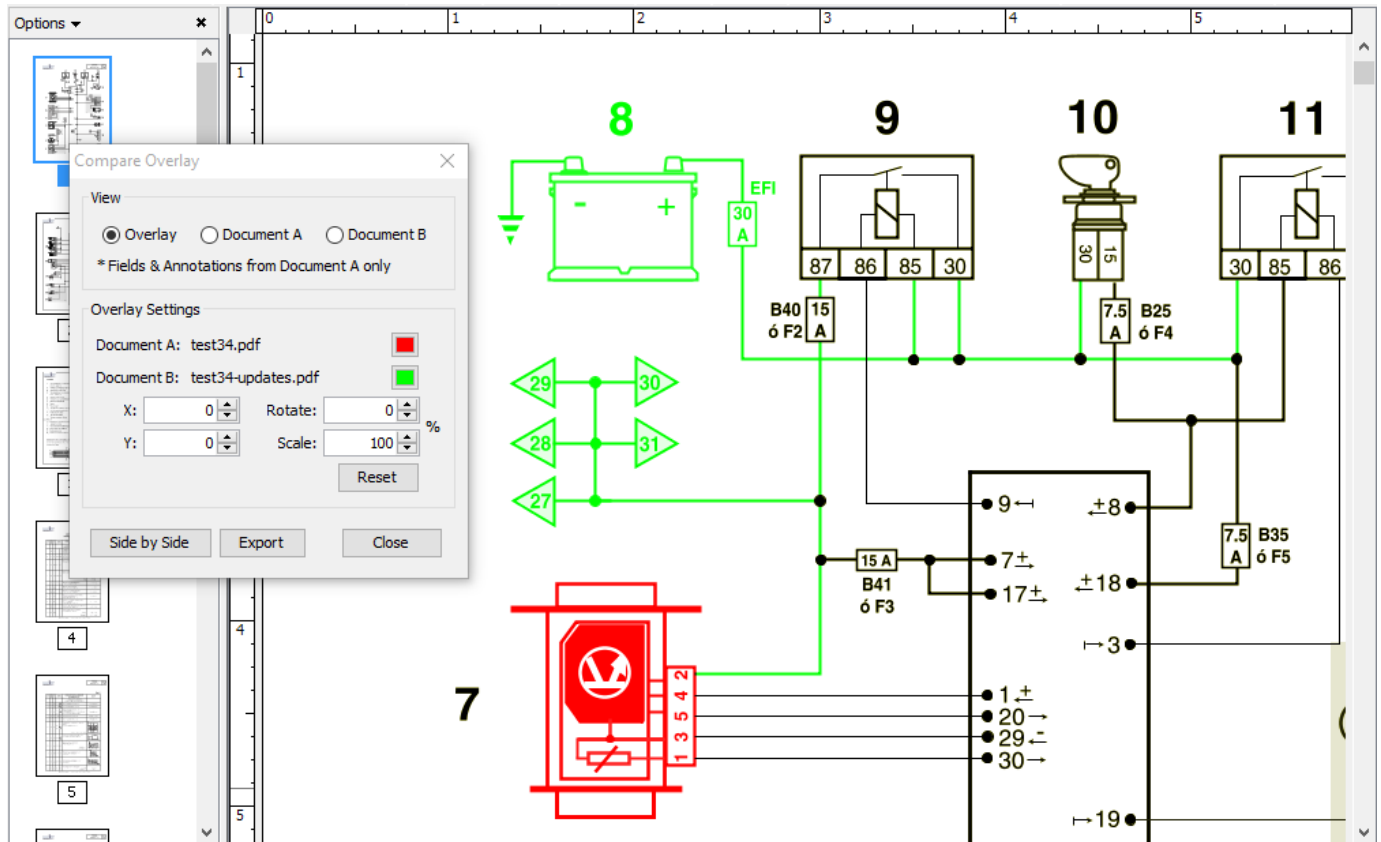 Options
0 1 2 3 4 5
1
Compare Overlay
View
Overlay Document A Document B
* Fields & Annotations from Document A only
Overlay Settings
Document A: test34.pdf
Document B: test34-updates.pdf
X: 0 Rotate: 0
%
Y: 0 Scale: 100
Reset
Side by Side Export Close
4
5
4
5
8 9 10 11
- +
EFI
30
A
87 86 85 30
30 15
30 85 86
B40
ó F2
15
A
7.5
A
B25
ó F4
29 30
28 31
27
9
+8
7.5
A
B35
ó F5
15 A
B41
ó F3
7±
17±
±18
3
7
2
4
5
3
1
1±
20
29-
30
19